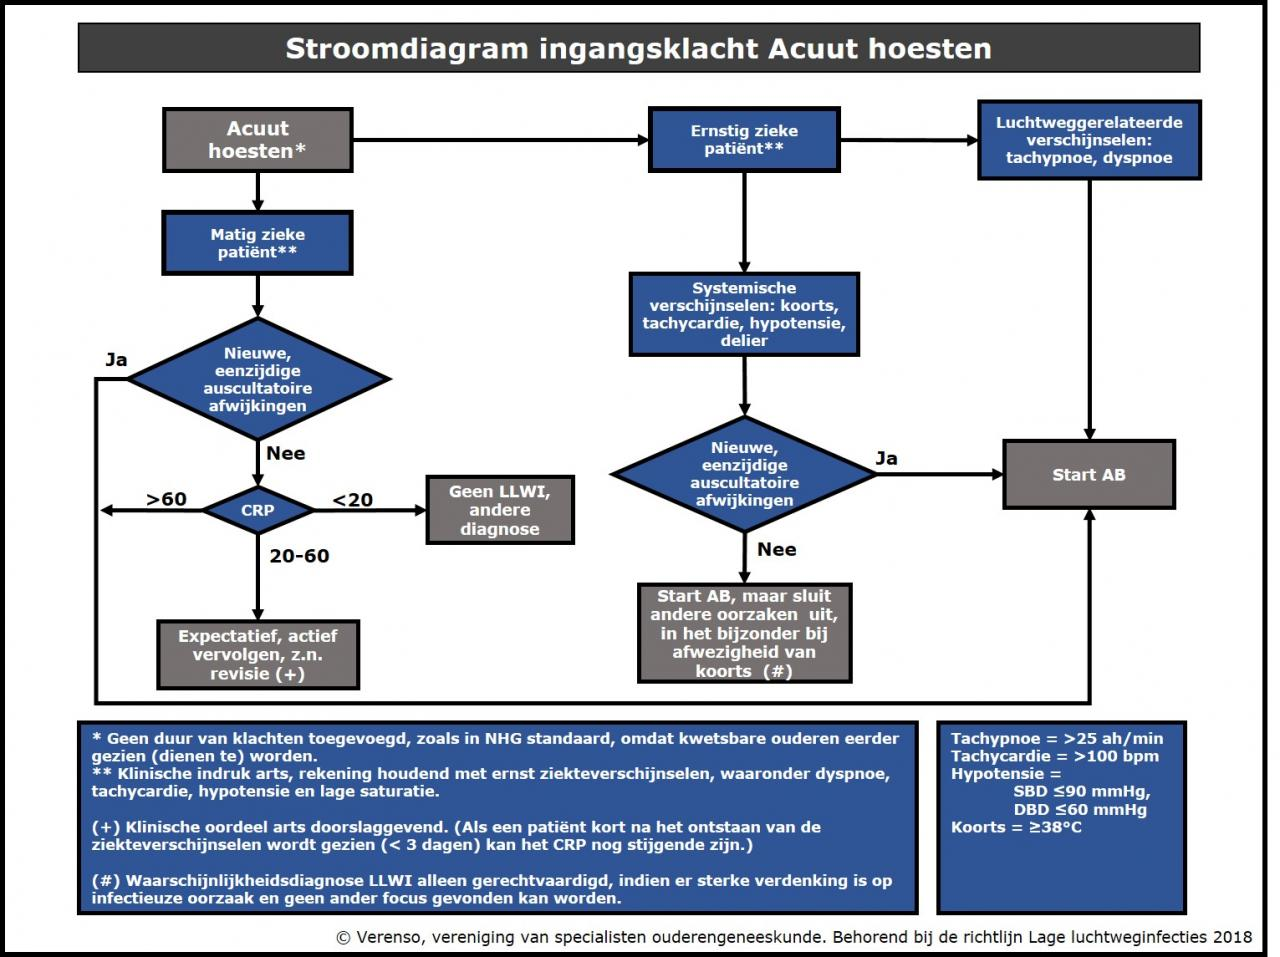 Stroomdiagram ingangsklacht Acuut hoesten
Acuut
hoesten*
Ernstig zieke
patiënt**
Luchtweggerelateerde
verschijnselen:
tachypnoe, dyspnoe
Matig zieke
patiënt**
Systemische
verschijnselen: koorts,
tachycardie, hypotensie,
delier
Ja
Nieuwe,
eenzijdige
auscultatoire
afwijkingen
Nee
Nieuwe,
eenzijdige
auscultatoire
afwijkingen
Ja
Start AB
>60
CRP
<20
Geen LLWI,
andere
diagnose
20-60
Nee
Expectatief, actief
vervolgen, z.n.
revisie (+)
Start AB, maar sluit
andere oorzaken uit,
in het bijzonder bij
afwezigheid van
koorts (#)
* Geen duur van klachten toegevoegd, zoals in NHG standaard, omdat kwetsbare ouderen eerder
gezien (dienen te) worden.
** Klinische indruk arts, rekening houdend met ernst ziekteverschijnselen, waaronder dyspnoe,
tachycardie, hypotensie en lage saturatie.
(+) Klinische oordeel arts doorslaggevend. (Als een patiënt kort na het ontstaan van de
ziekteverschijnselen wordt gezien (< 3 dagen) kan het CRP nog stijgende zijn.)
(#) Waarschijnlijkheidsdiagnose LLWI alleen gerechtvaardigd, indien er sterke verdenking is op
infectieuze oorzaak en geen ander focus gevonden kan worden.
Tachypnoe = >25 ah/min
Tachycardie = >100 bpm
Hypotensie =
SBD ≤90 mmHg,
DBD ≤60 mmHg
Koorts = ≥38°C
© Verenso, vereniging van specialisten ouderengeneeskunde. Behorend bij de richtlijn Lage luchtweginfecties 2018